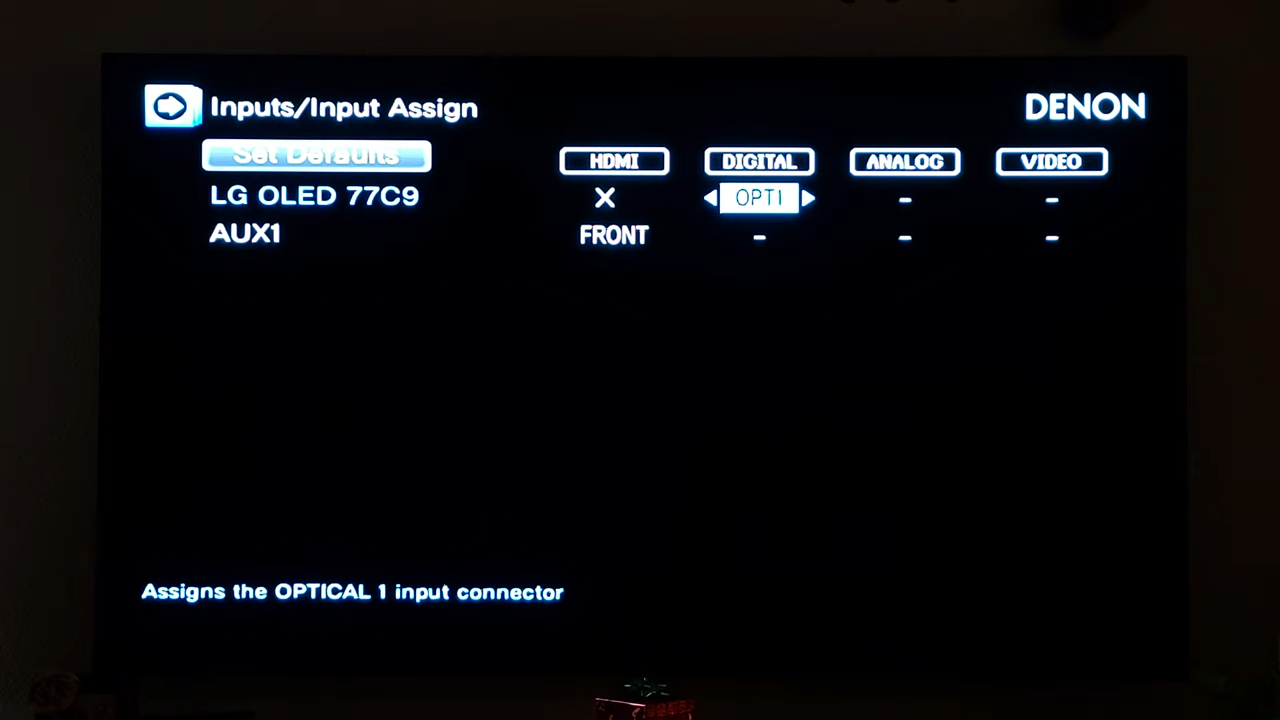 Inputs/Input Assign
DENON
Set Defaults
HDMI DIGITAL ANALOG VIDEO
LG OLED 77C9 X OPT1 - -
AUX1 FRONT - - -
Assigns the OPTICAL 1 input connector